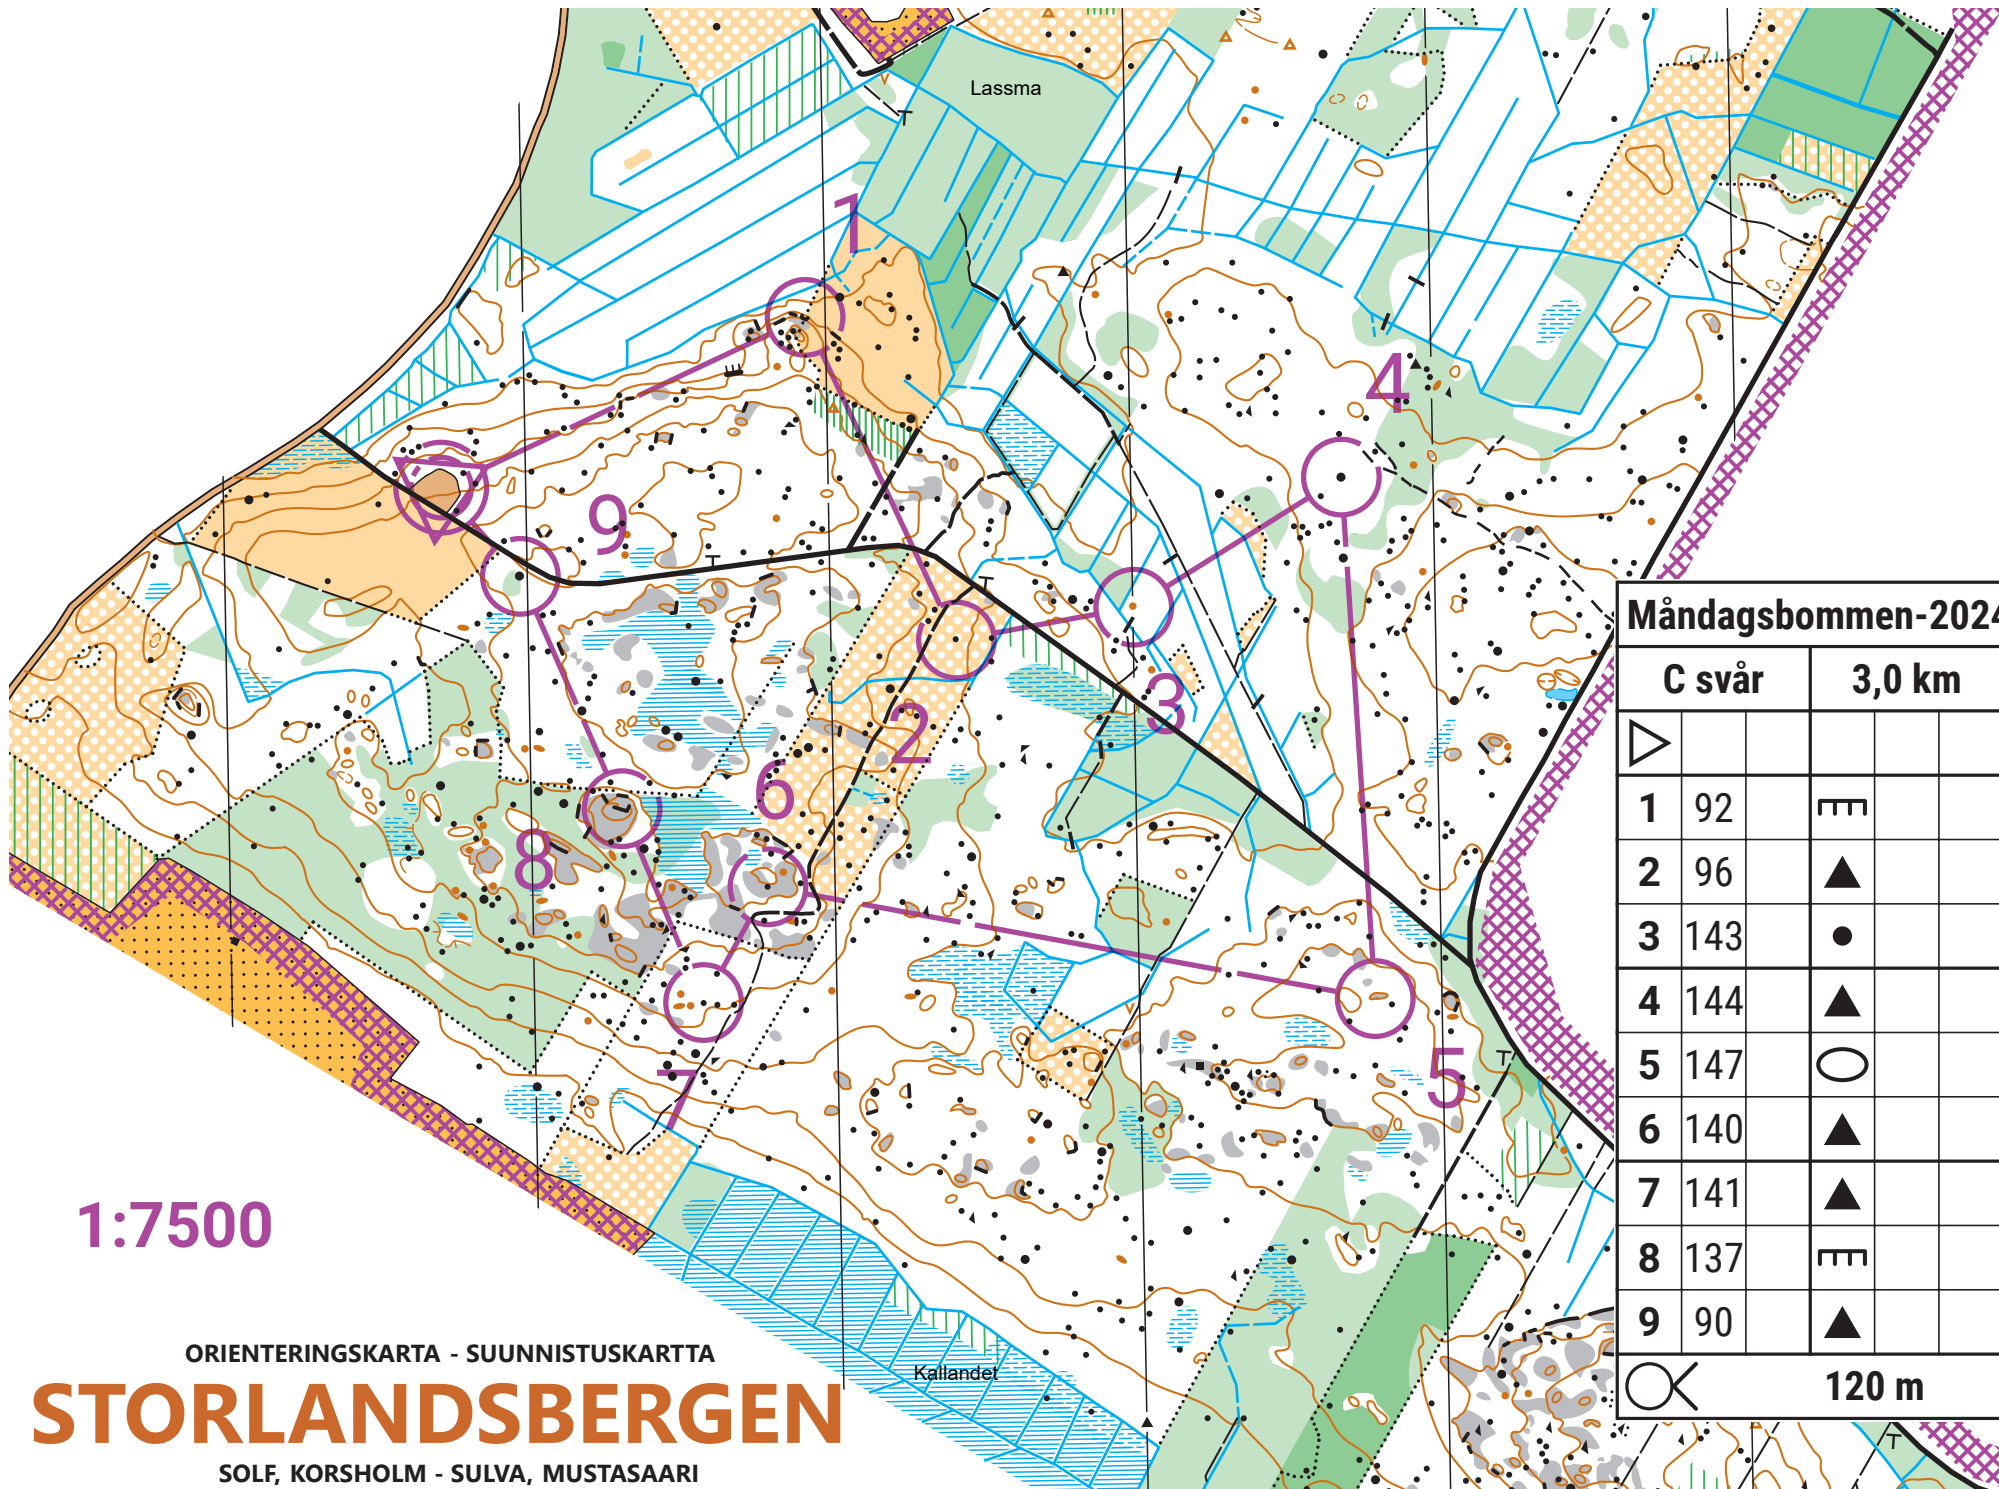 Lassma
1
4
9
2
3
6
8
7
5
Måndagsbommen-2024
C svår 3,0 km
1 92
2 96
3 143
4 144
5 147
6 140
7 141
8 137
9 90
120 m
1:7500
Kallandet
ORIENTERINGSKARTA - SUUNNISTUSKARTTA
STORLANDSBERGEN
SOLF, KORSHOLM - SULVA, MUSTASAARI